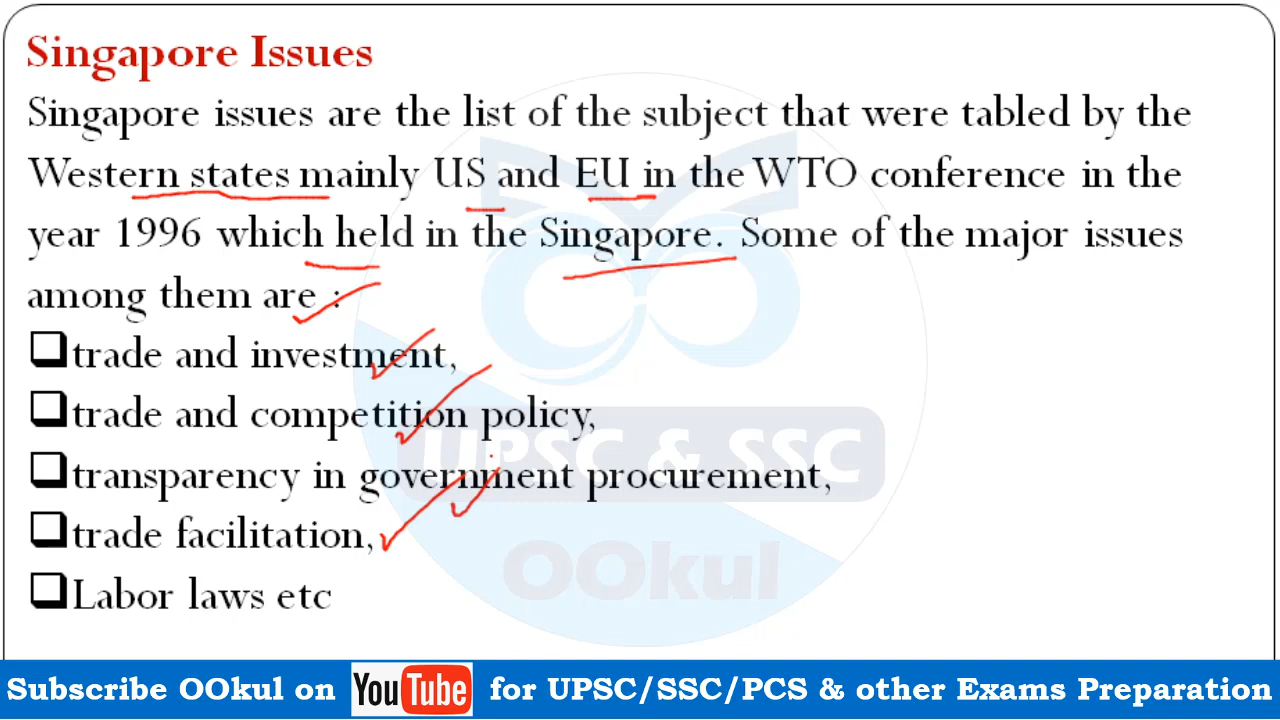 Singapore Issues
Singapore issues are the list of the subject that were tabled by the
Western states mainly US and EU in the WTO conference in the
year 1996 which held in the Singapore. Some of the major issues
among them are :
trade and investment,
trade and competition policy,
transparency in government procurement,
trade facilitation,
Labor laws etc
UPSC & SSC
OOkul
Subscribe OOkul on YouTube for UPSC/SSC/PCS & other Exams Preparation